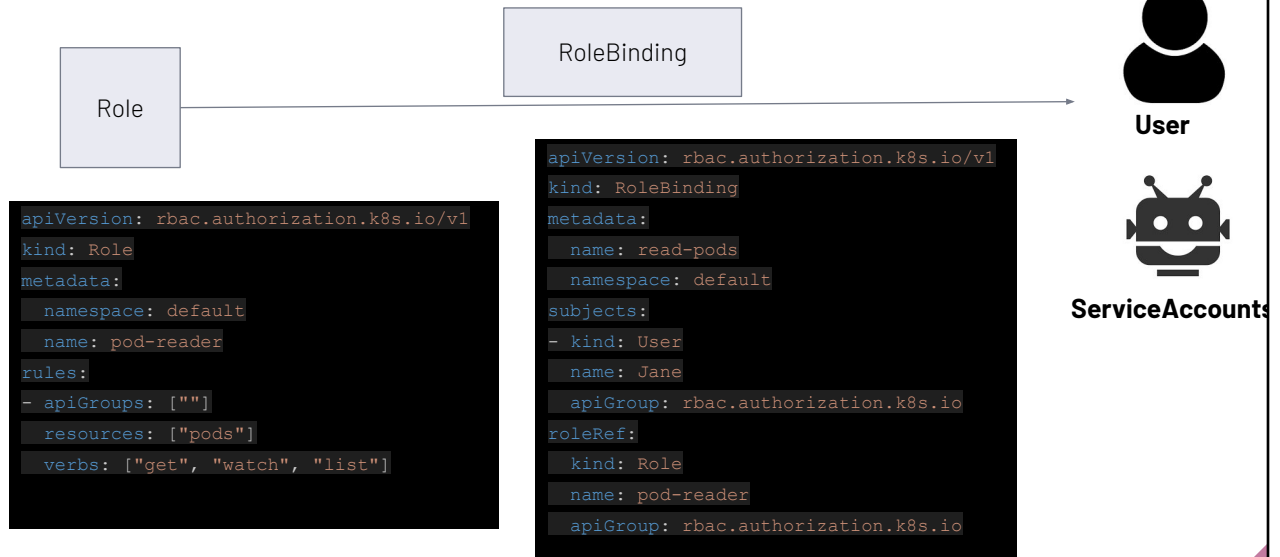 RoleBinding
Role
User
ServiceAccounts
apiVersion: rbac.authorization.k8s.io/v1
kind: Role
metadata:
  namespace: default
  name: pod-reader
rules:
- apiGroups: [""]
  resources: ["pods"]
  verbs: ["get", "watch", "list"]
apiVersion: rbac.authorization.k8s.io/v1
kind: RoleBinding
metadata:
  name: read-pods
  namespace: default
subjects:
- kind: User
  name: Jane
  apiGroup: rbac.authorization.k8s.io
roleRef:
  kind: Role
  name: pod-reader
  apiGroup: rbac.authorization.k8s.io